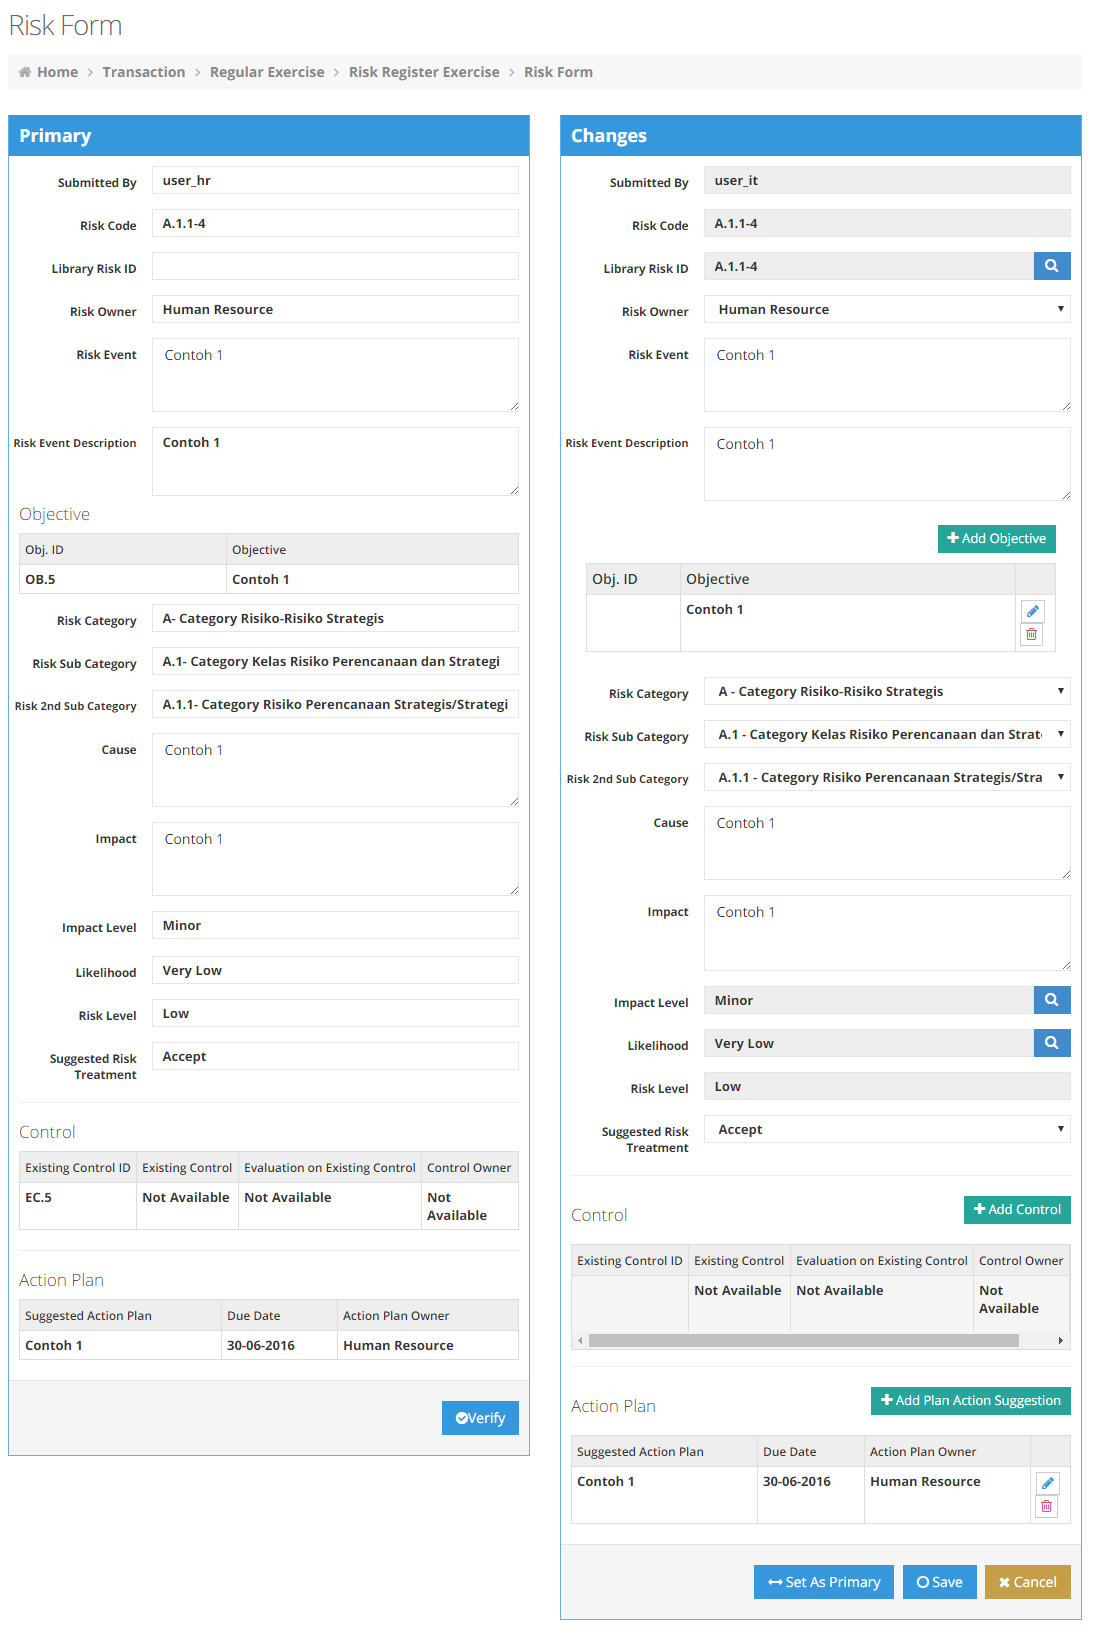 Risk Form
Home > Transaction > Regular Exercise > Risk Register Exercise > Risk Form
Primary
Submitted By user_hr
Risk Code A.1.1-4
Library Risk ID
Risk Owner Human Resource
Risk Event Contoh 1
Risk Event Description Contoh 1
Objective
Obj. ID Objective
OB.5 Contoh 1
Risk Category A- Category Risiko-Risiko Strategis
Risk Sub Category A.1- Category Kelas Risiko Perencanaan dan Strategi
Risk 2nd Sub Category A.1.1- Category Risiko Perencanaan Strategis/Strategi
Cause Contoh 1
Impact Contoh 1
Impact Level Minor
Likelihood Very Low
Risk Level Low
Suggested Risk Accept
Treatment
Control
Existing Control ID Existing Control Evaluation on Existing Control Control Owner
EC.5 Not Available Not Available Not
Available
Action Plan
Suggested Action Plan Due Date Action Plan Owner
Contoh 1 30-06-2016 Human Resource
Verify
Changes
Submitted By user_it
Risk Code A.1.1-4
Library Risk ID A.1.1-4
Risk Owner Human Resource
Risk Event Contoh 1
Risk Event Description Contoh 1
Add Objective
Obj. ID Objective
Contoh 1
Risk Category A - Category Risiko-Risiko Strategis
Risk Sub Category A.1 - Category Kelas Risiko Perencanaan dan Strat
Risk 2nd Sub Category A.1.1 - Category Risiko Perencanaan Strategis/Stra
Cause Contoh 1
Impact Contoh 1
Impact Level Minor
Likelihood Very Low
Risk Level Low
Suggested Risk Accept
Treatment
Control Add Control
Existing Control ID Existing Control Evaluation on Existing Control Control Owner
Not Available Not Available Not
Available
Action Plan Add Plan Action Suggestion
Suggested Action Plan Due Date Action Plan Owner
Contoh 1 30-06-2016 Human Resource
Set As Primary Save Cancel